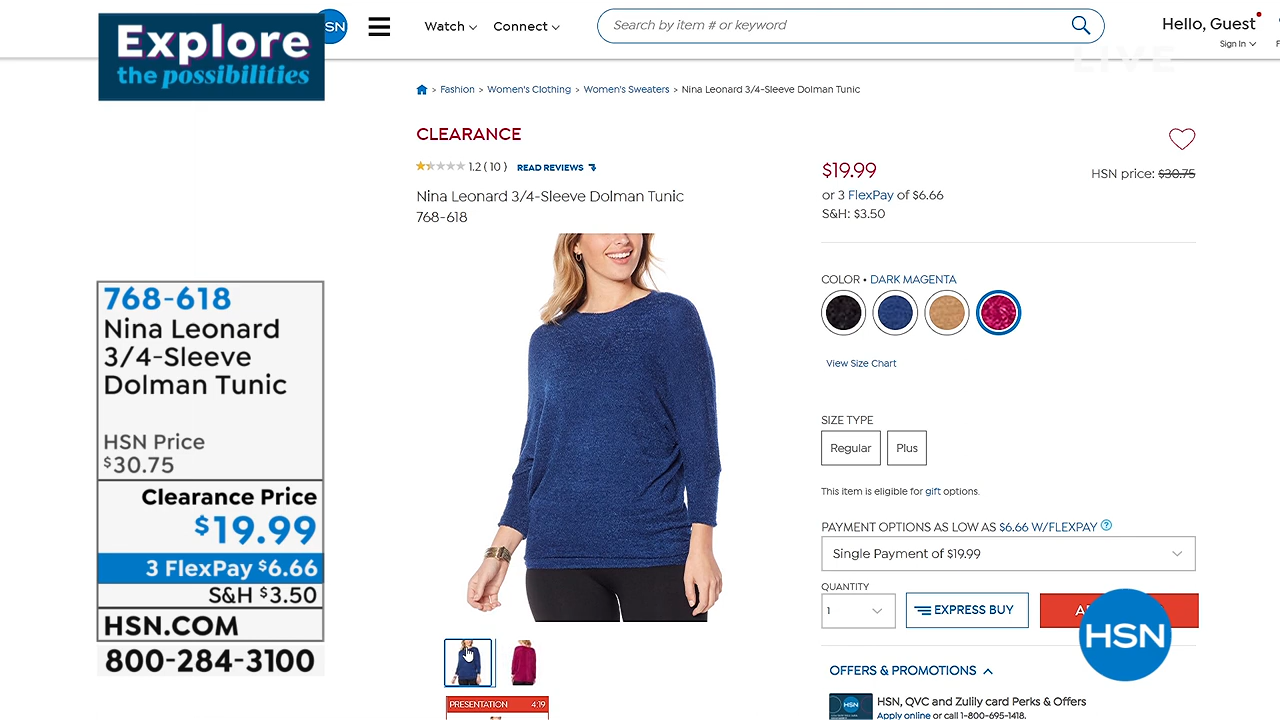 Explore
the possibilities
SN
Watch
Connect
Search by item # or keyword
Hello, Guest
Sign In
LIVE
> Fashion > Women's Clothing > Women's Sweaters > Nina Leonard 3/4-Sleeve Dolman Tunic
CLEARANCE
1.2 ( 10 ) READ REVIEWS
Nina Leonard 3/4-Sleeve Dolman Tunic
768-618
$19.99
HSN price: $30.75
or 3 FlexPay of $6.66
S&H: $3.50
COLOR • DARK MAGENTA
View Size Chart
SIZE TYPE
Regular
Plus
This item is eligible for gift options.
PAYMENT OPTIONS AS LOW AS $6.66 W/FLEXPAY ?
Single Payment of $19.99
QUANTITY
1
EXPRESS BUY
A
HSN
OFFERS & PROMOTIONS
HSN
HSN, QVC and Zulily card Perks & Offers
Apply online or call 1-800-695-1418.
PRESENTATION 4:19
768-618
Nina Leonard
3/4-Sleeve
Dolman Tunic
HSN Price
$30.75
Clearance Price
$19.99
3 FlexPay $6.66
S&H $3.50
HSN.COM
800-284-3100